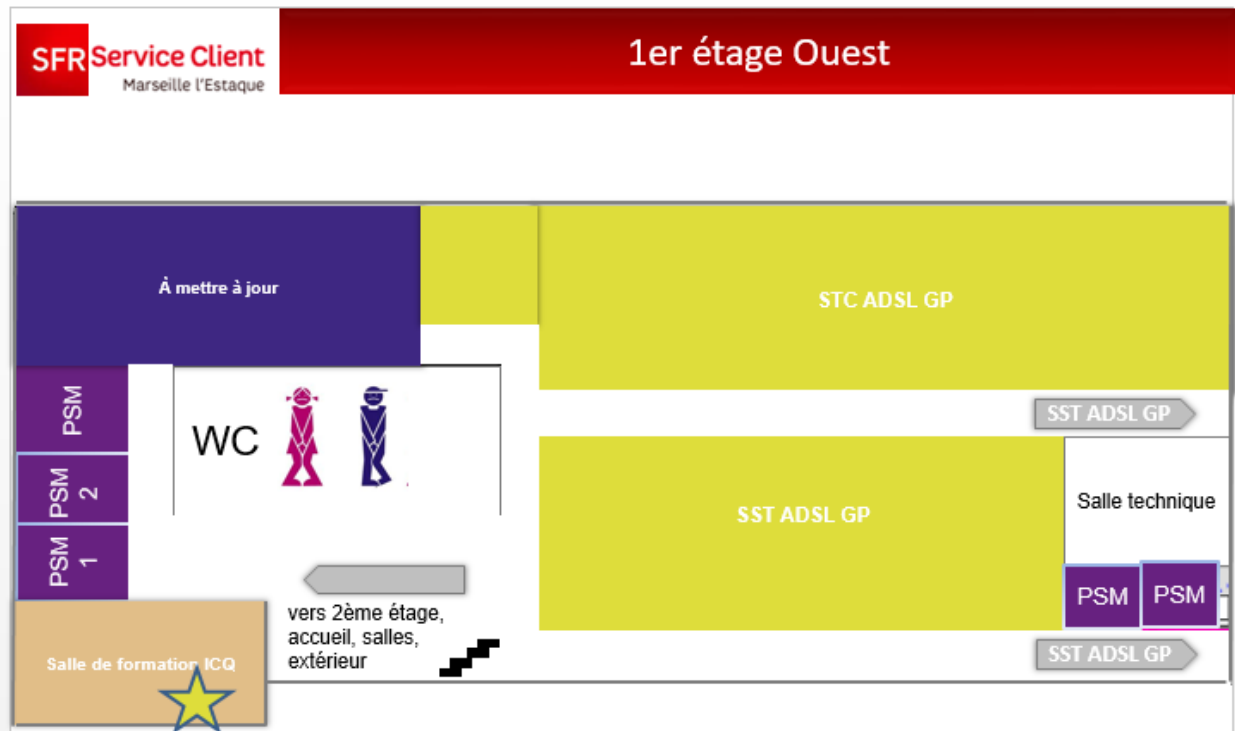 SFR Service Client
Marseille l'Estaque
1er étage Ouest
À mettre à jour
STC ADSL GP
PSM
WC
SST ADSL GP
PSM
2
SST ADSL GP
Salle technique
PSM
1
PSM
PSM
vers 2ème étage,
accueil, salles,
extérieur
Salle de formation ICQ
SST ADSL GP